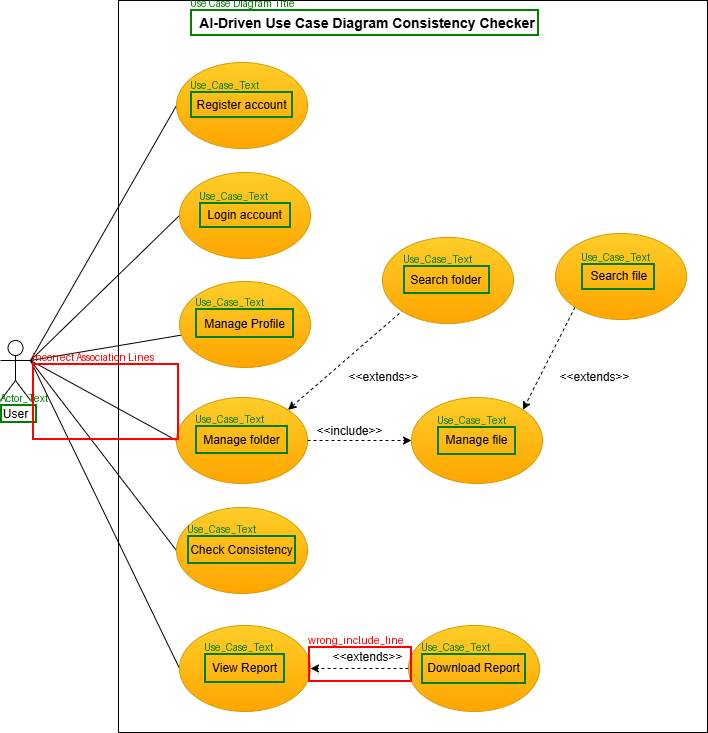 Use Case Diagram Title
AI-Driven Use Case Diagram Consistency Checker
Use_Case_Text
Register account
Use_Case_Text
Login account
Use_Case_Text
Search folder
Use_Case_Text
Search file
Use_Case_Text
Manage Profile
Incorrect Association Lines
<<extends>>
<<extends>>
Actor_Text
User
Use_Case_Text
Manage folder
<<include>>
Use_Case_Text
Manage file
Use_Case_Text
Check Consistency
Use_Case_Text
View Report
wrong_include_line
<<extends>>
Use_Case_Text
Download Report